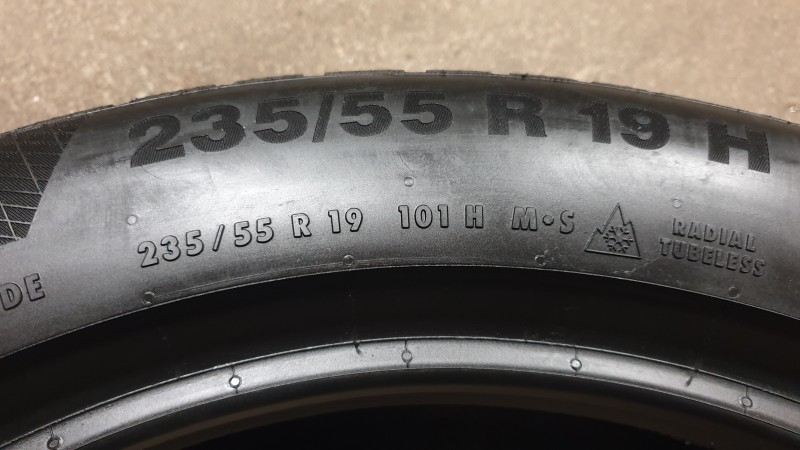 235/55 R 19 H
235/55 R 19 101 H M•S
RADIAL
TUBELESS
DE